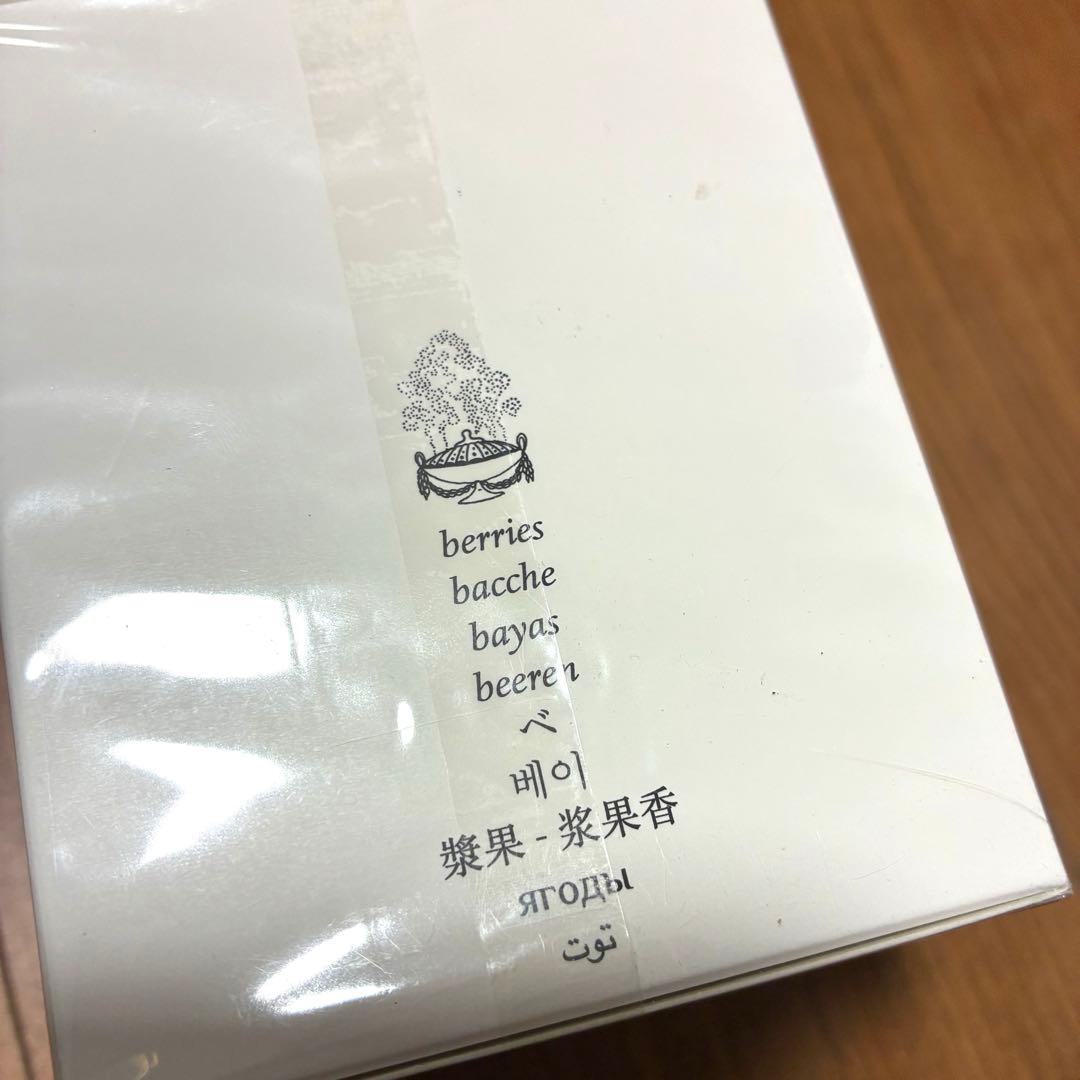 berries
bacche
bayas
beeren
ベ
베이
漿果 - 浆果香
ягоды
توت